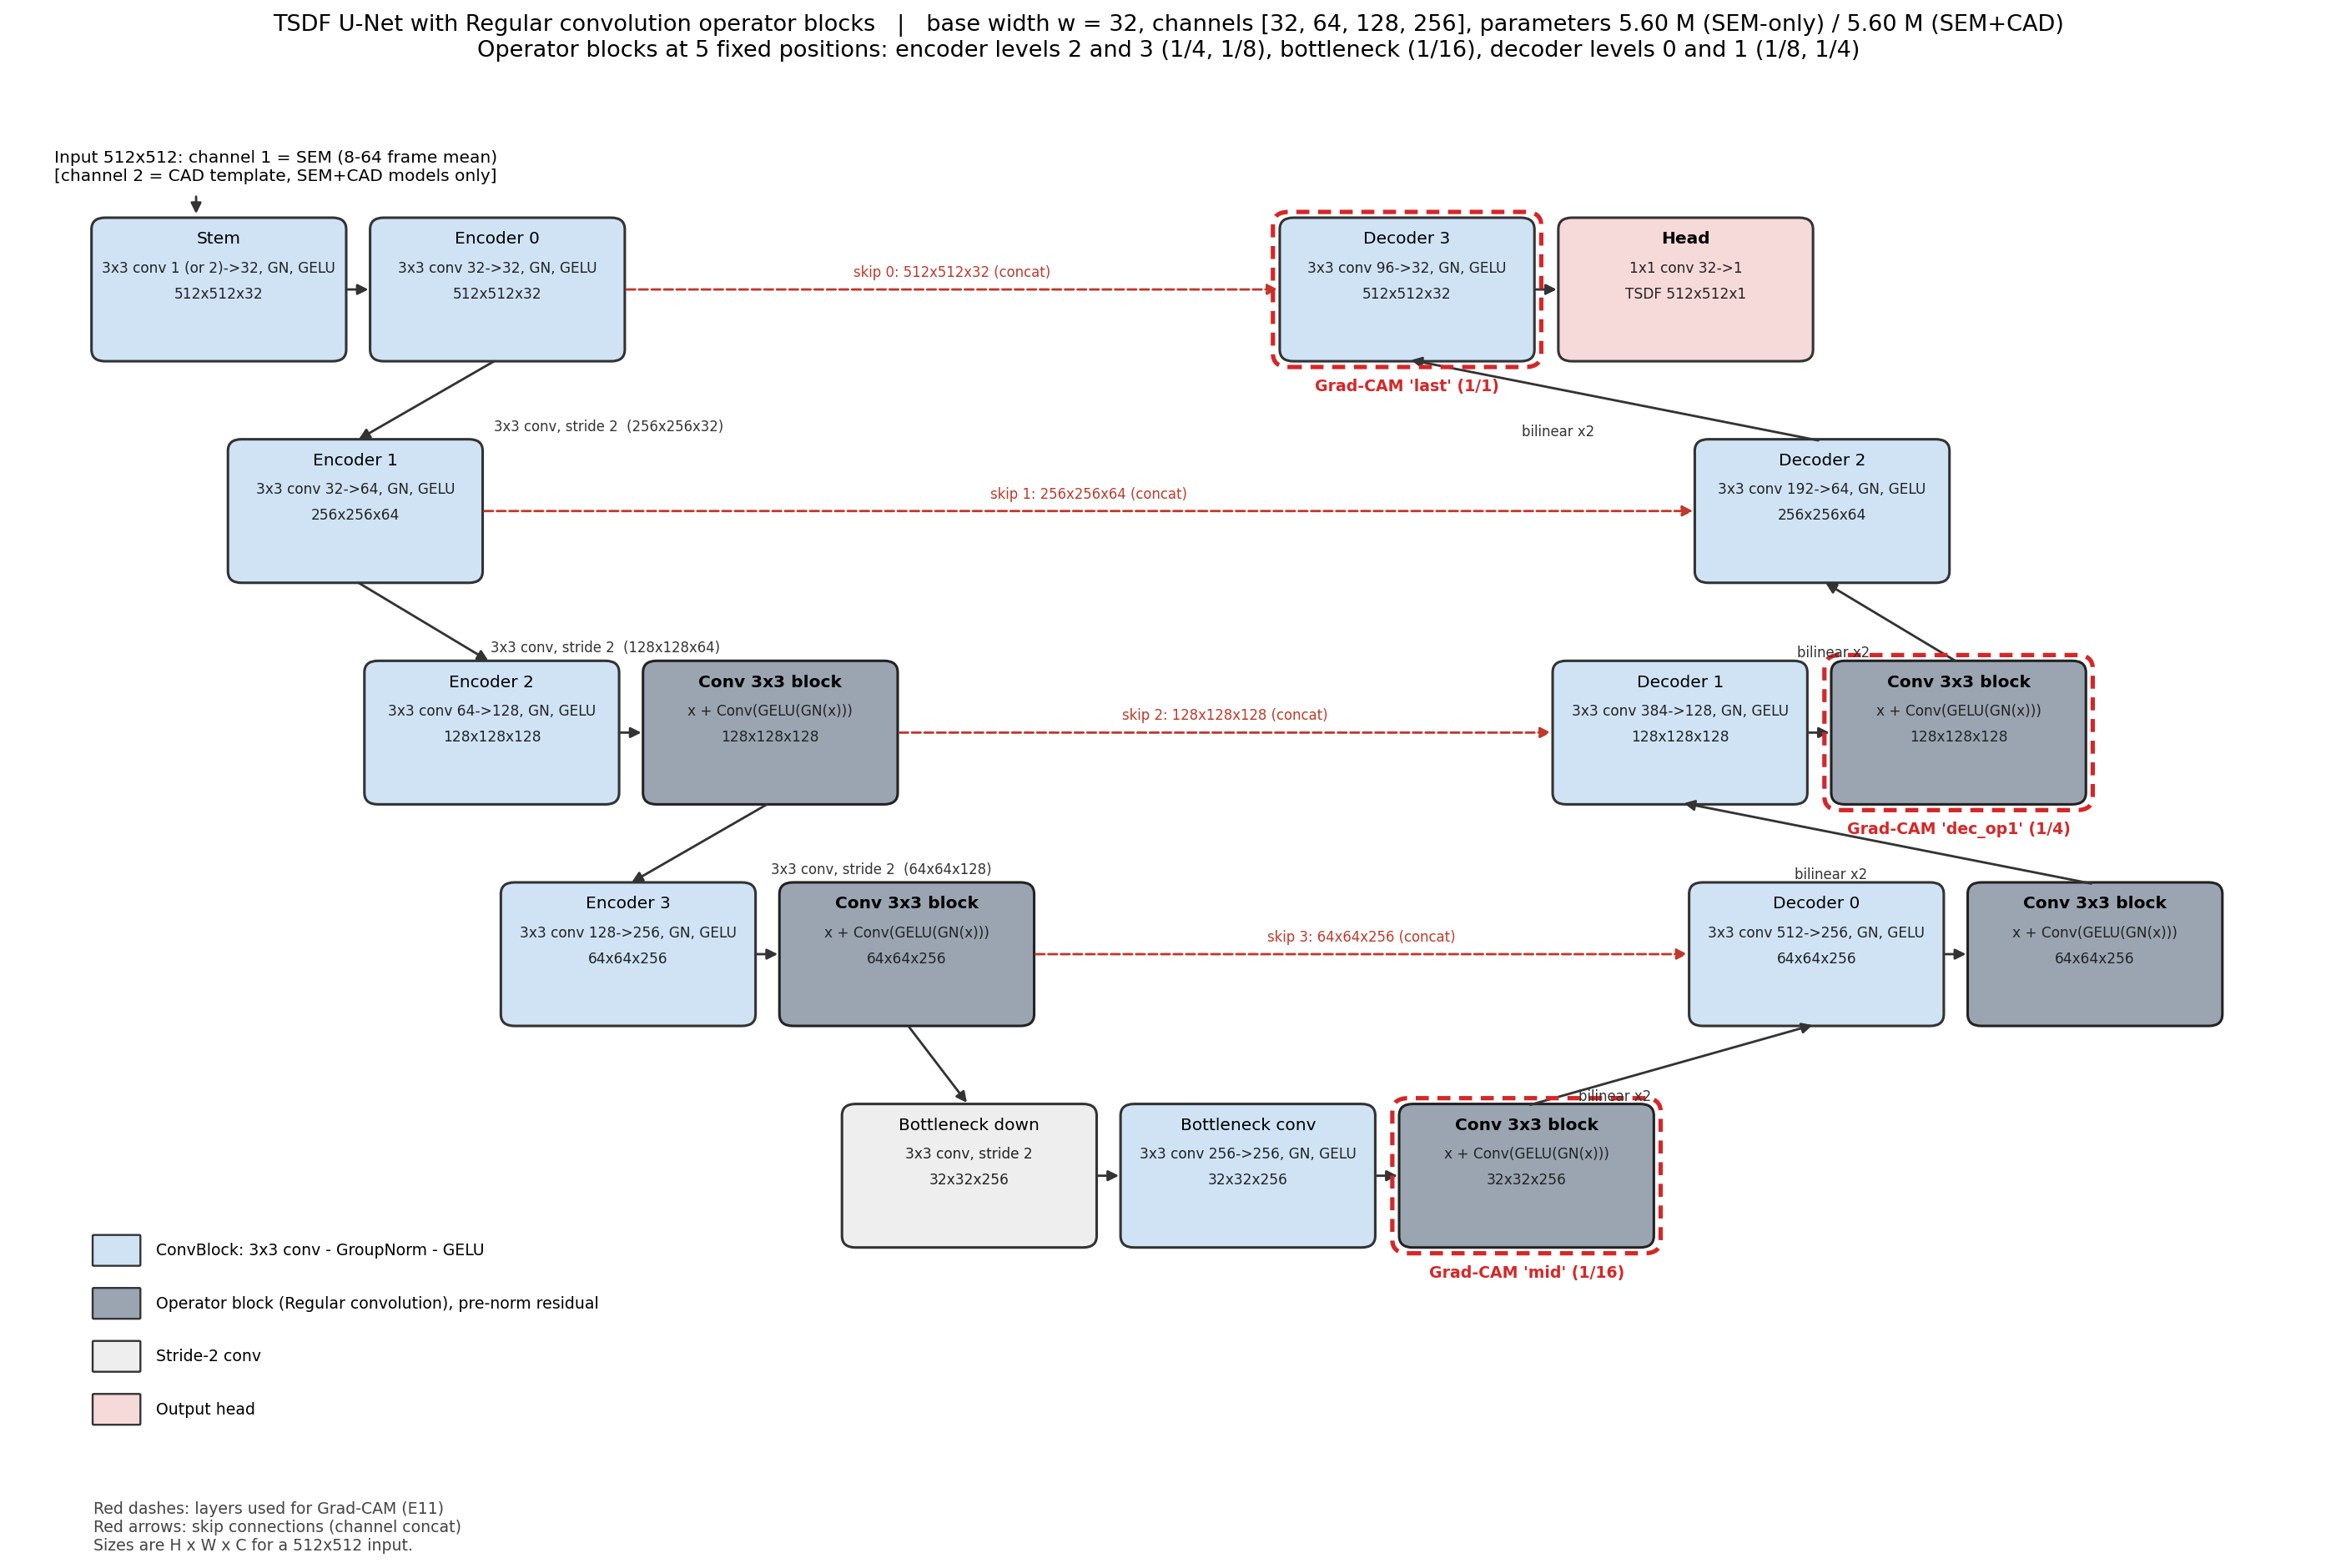 TSDF U-Net with Regular convolution operator blocks | base width w = 32, channels [32, 64, 128, 256], parameters 5.60 M (SEM-only) / 5.60 M (SEM+CAD)
Operator blocks at 5 fixed positions: encoder levels 2 and 3 (1/4, 1/8), bottleneck (1/16), decoder levels 0 and 1 (1/8, 1/4)
Input 512x512: channel 1 = SEM (8-64 frame mean)
[channel 2 = CAD template, SEM+CAD models only]
Stem
3x3 conv 1 (or 2)->32, GN, GELU
512x512x32
Encoder 0
3x3 conv 32->32, GN, GELU
512x512x32
skip 0: 512x512x32 (concat)
Decoder 3
3x3 conv 96->32, GN, GELU
512x512x32
Head
1x1 conv 32->1
TSDF 512x512x1
Grad-CAM 'last' (1/1)
3x3 conv, stride 2 (256x256x32)
bilinear x2
Encoder 1
3x3 conv 32->64, GN, GELU
256x256x64
skip 1: 256x256x64 (concat)
Decoder 2
3x3 conv 192->64, GN, GELU
256x256x64
3x3 conv, stride 2 (128x128x64)
bilinear x2
Encoder 2
3x3 conv 64->128, GN, GELU
128x128x128
Conv 3x3 block
x + Conv(GELU(GN(x)))
128x128x128
skip 2: 128x128x128 (concat)
Decoder 1
3x3 conv 384->128, GN, GELU
128x128x128
Conv 3x3 block
x + Conv(GELU(GN(x)))
128x128x128
Grad-CAM 'dec_op1' (1/4)
3x3 conv, stride 2 (64x64x128)
bilinear x2
Encoder 3
3x3 conv 128->256, GN, GELU
64x64x256
Conv 3x3 block
x + Conv(GELU(GN(x)))
64x64x256
skip 3: 64x64x256 (concat)
Decoder 0
3x3 conv 512->256, GN, GELU
64x64x256
Conv 3x3 block
x + Conv(GELU(GN(x)))
64x64x256
bilinear x2
Bottleneck down
3x3 conv, stride 2
32x32x256
Bottleneck conv
3x3 conv 256->256, GN, GELU
32x32x256
Conv 3x3 block
x + Conv(GELU(GN(x)))
32x32x256
Grad-CAM 'mid' (1/16)
ConvBlock: 3x3 conv - GroupNorm - GELU
Operator block (Regular convolution), pre-norm residual
Stride-2 conv
Output head
Red dashes: layers used for Grad-CAM (E11)
Red arrows: skip connections (channel concat)
Sizes are H x W x C for a 512x512 input.